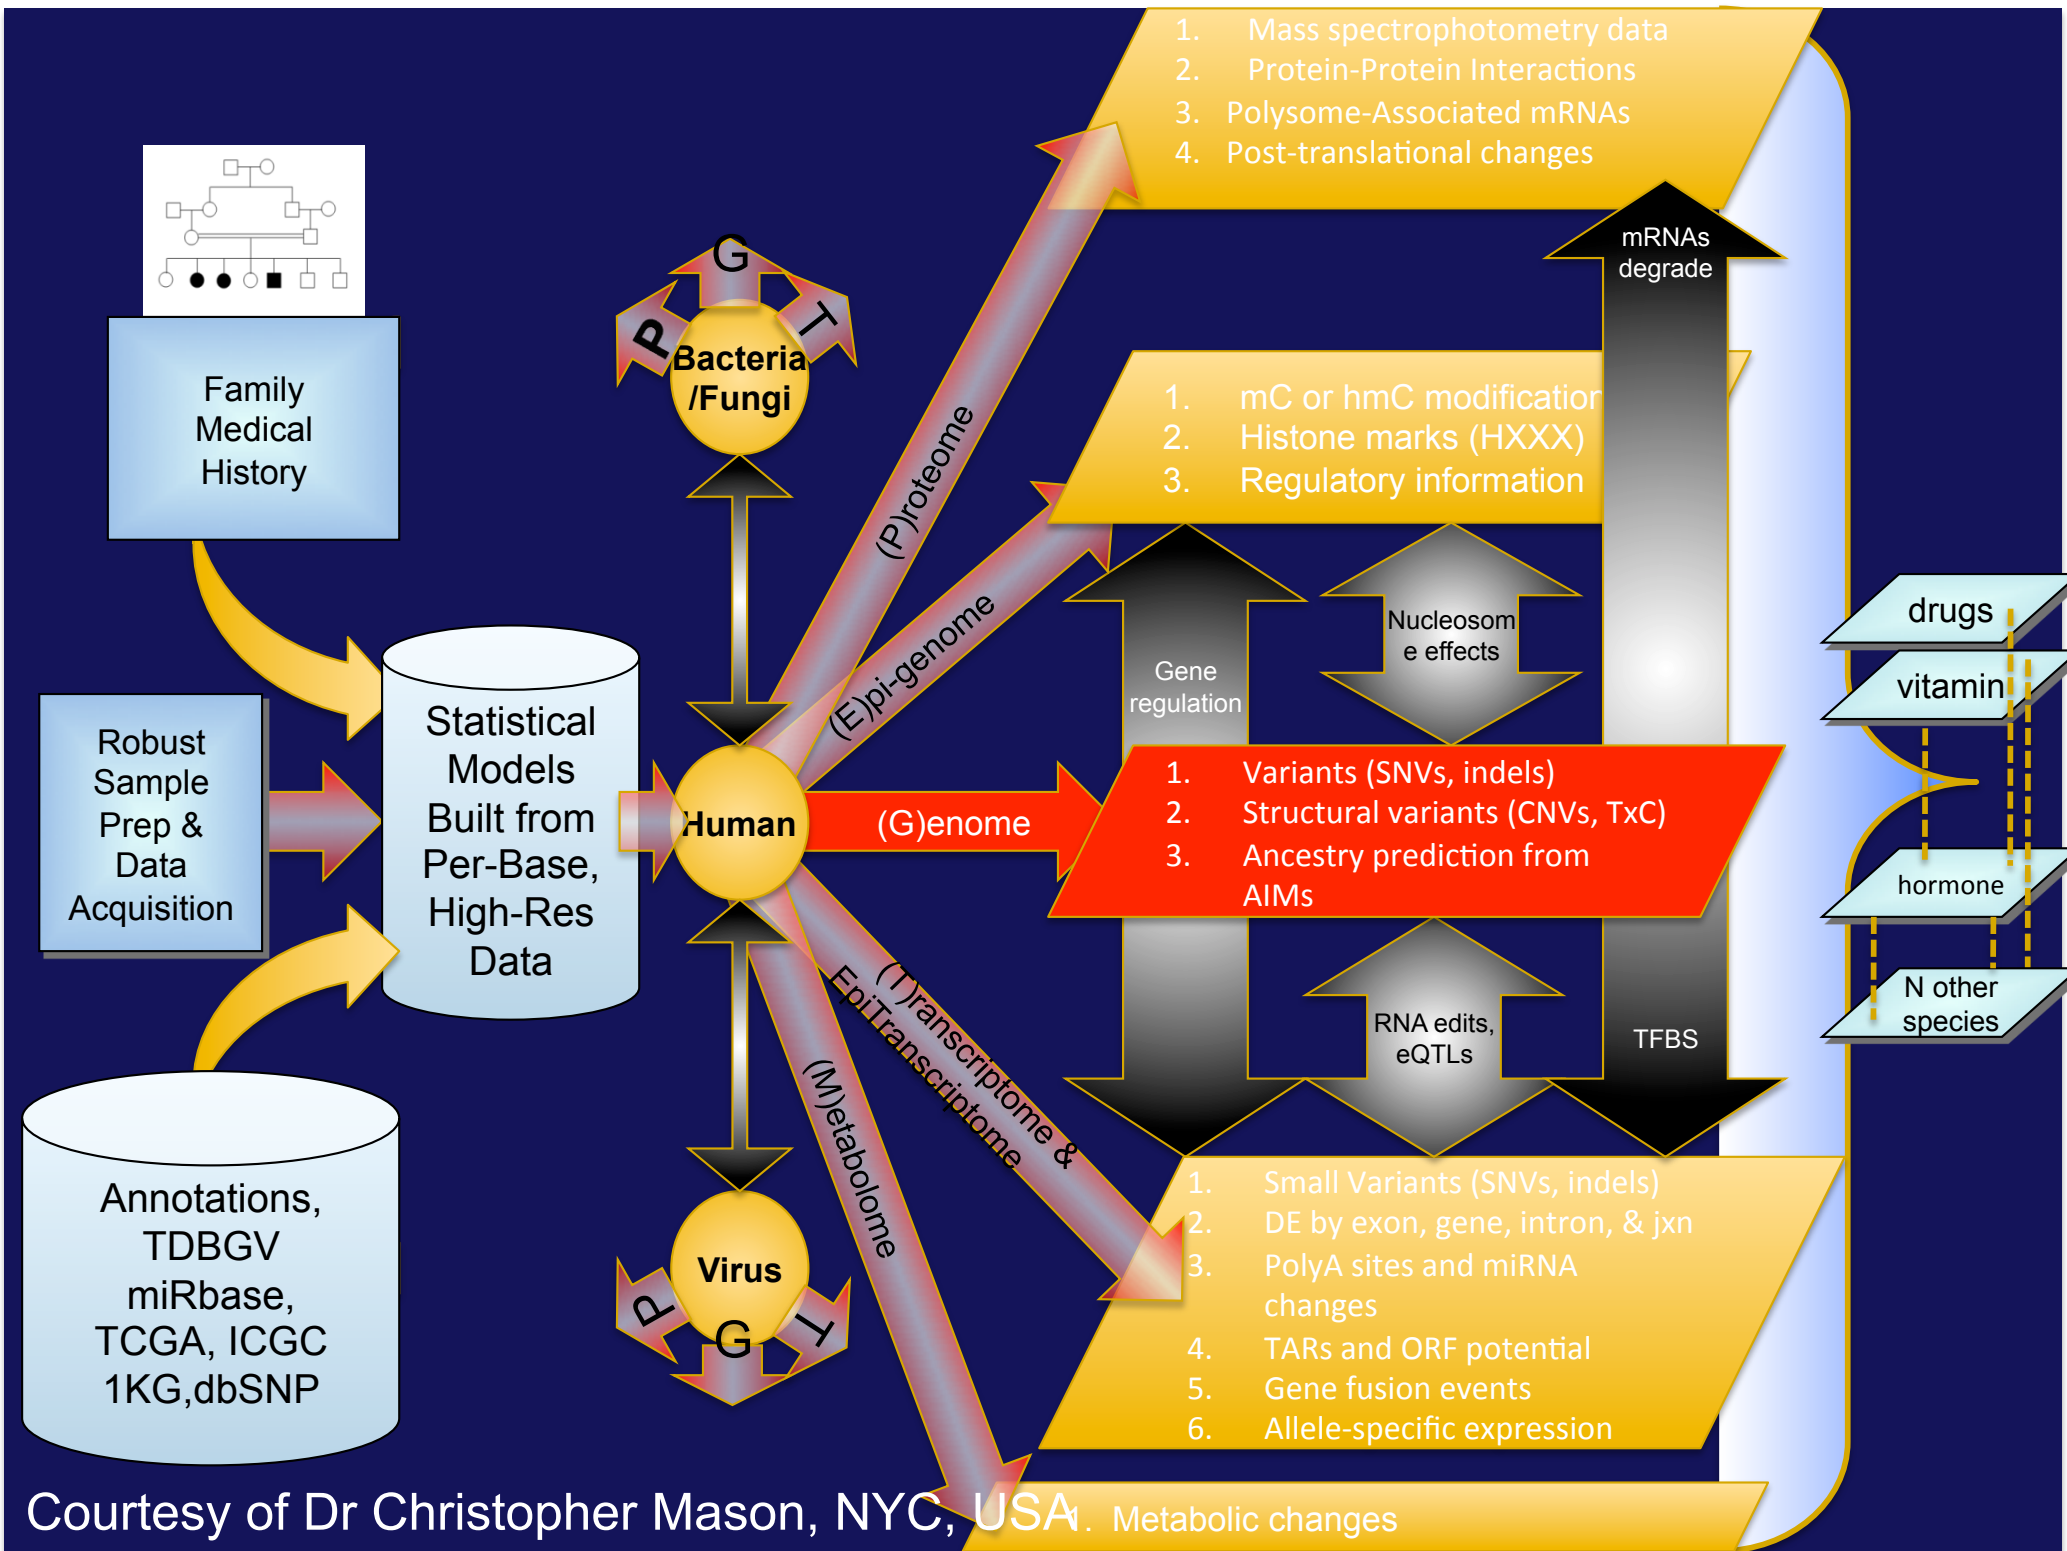 1. Mass spectrophotometry data
2. Protein-Protein Interactions
3. Polysome-Associated mRNAs
4. Post-translational changes
mRNAs
degrade
G
P
T
Bacteria
/Fungi
Family
Medical
History
(P)roteome
1. mC or hmC modification
2. Histone marks (HXXX)
3. Regulatory information
(E)pi-genome
Gene
regulation
Nucleosom
e effects
drugs
vitamin
hormone
N other
species
Robust
Sample
Prep &
Data
Acquisition
Statistical
Models
Built from
Per-Base,
High-Res
Data
Human
(G)enome
1. Variants (SNVs, indels)
2. Structural variants (CNVs, TxC)
3. Ancestry prediction from
AIMs
(T)ranscriptome &
EpiTranscriptome
(M)etabolome
RNA edits,
eQTLs
TFBS
Annotations,
TDBGV
miRbase,
TCGA, ICGC
1KG,dbSNP
Virus
P
G
T
1. Small Variants (SNVs, indels)
2. DE by exon, gene, intron, & jxn
3. PolyA sites and miRNA
changes
4. TARs and ORF potential
5. Gene fusion events
6. Allele-specific expression
Courtesy of Dr Christopher Mason, NYC, USA
1. Metabolic changes